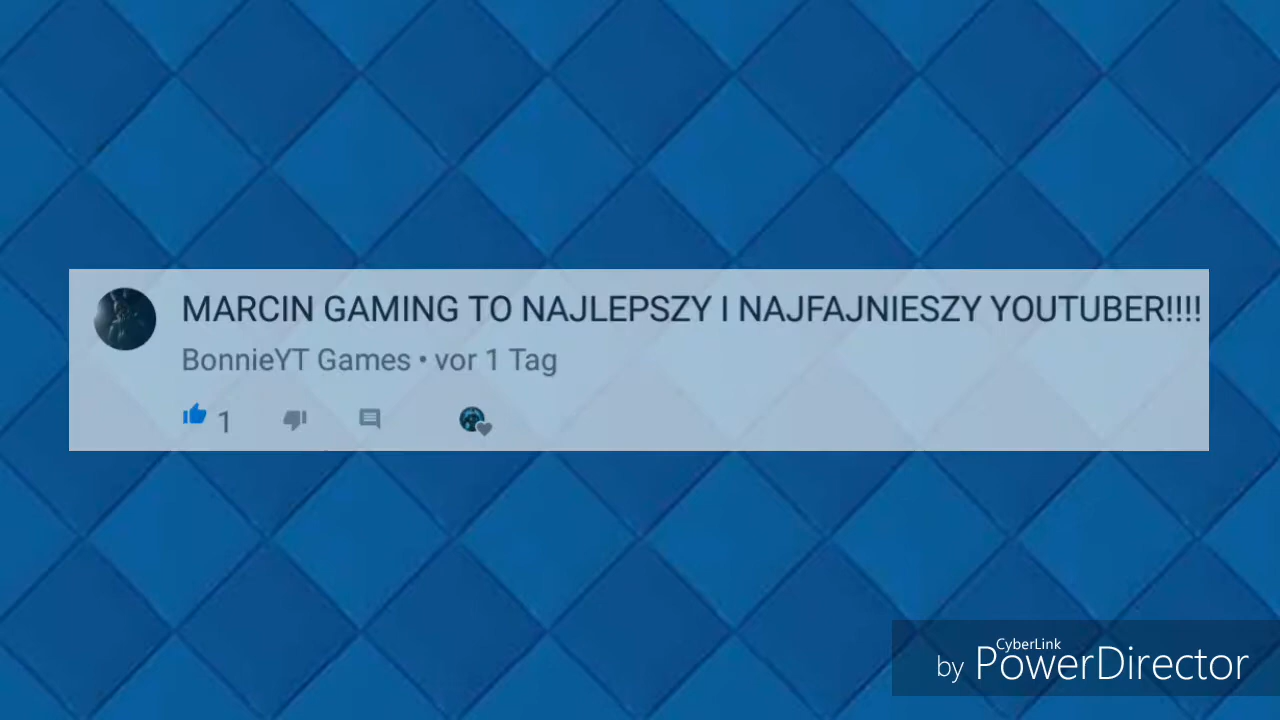 MARCIN GAMING TO NAJLEPSZY I NAJFAJNIESZY YOUTUBER!!!!
BonnieYT Games • vor 1 Tag
1
CyberLink
by PowerDirector